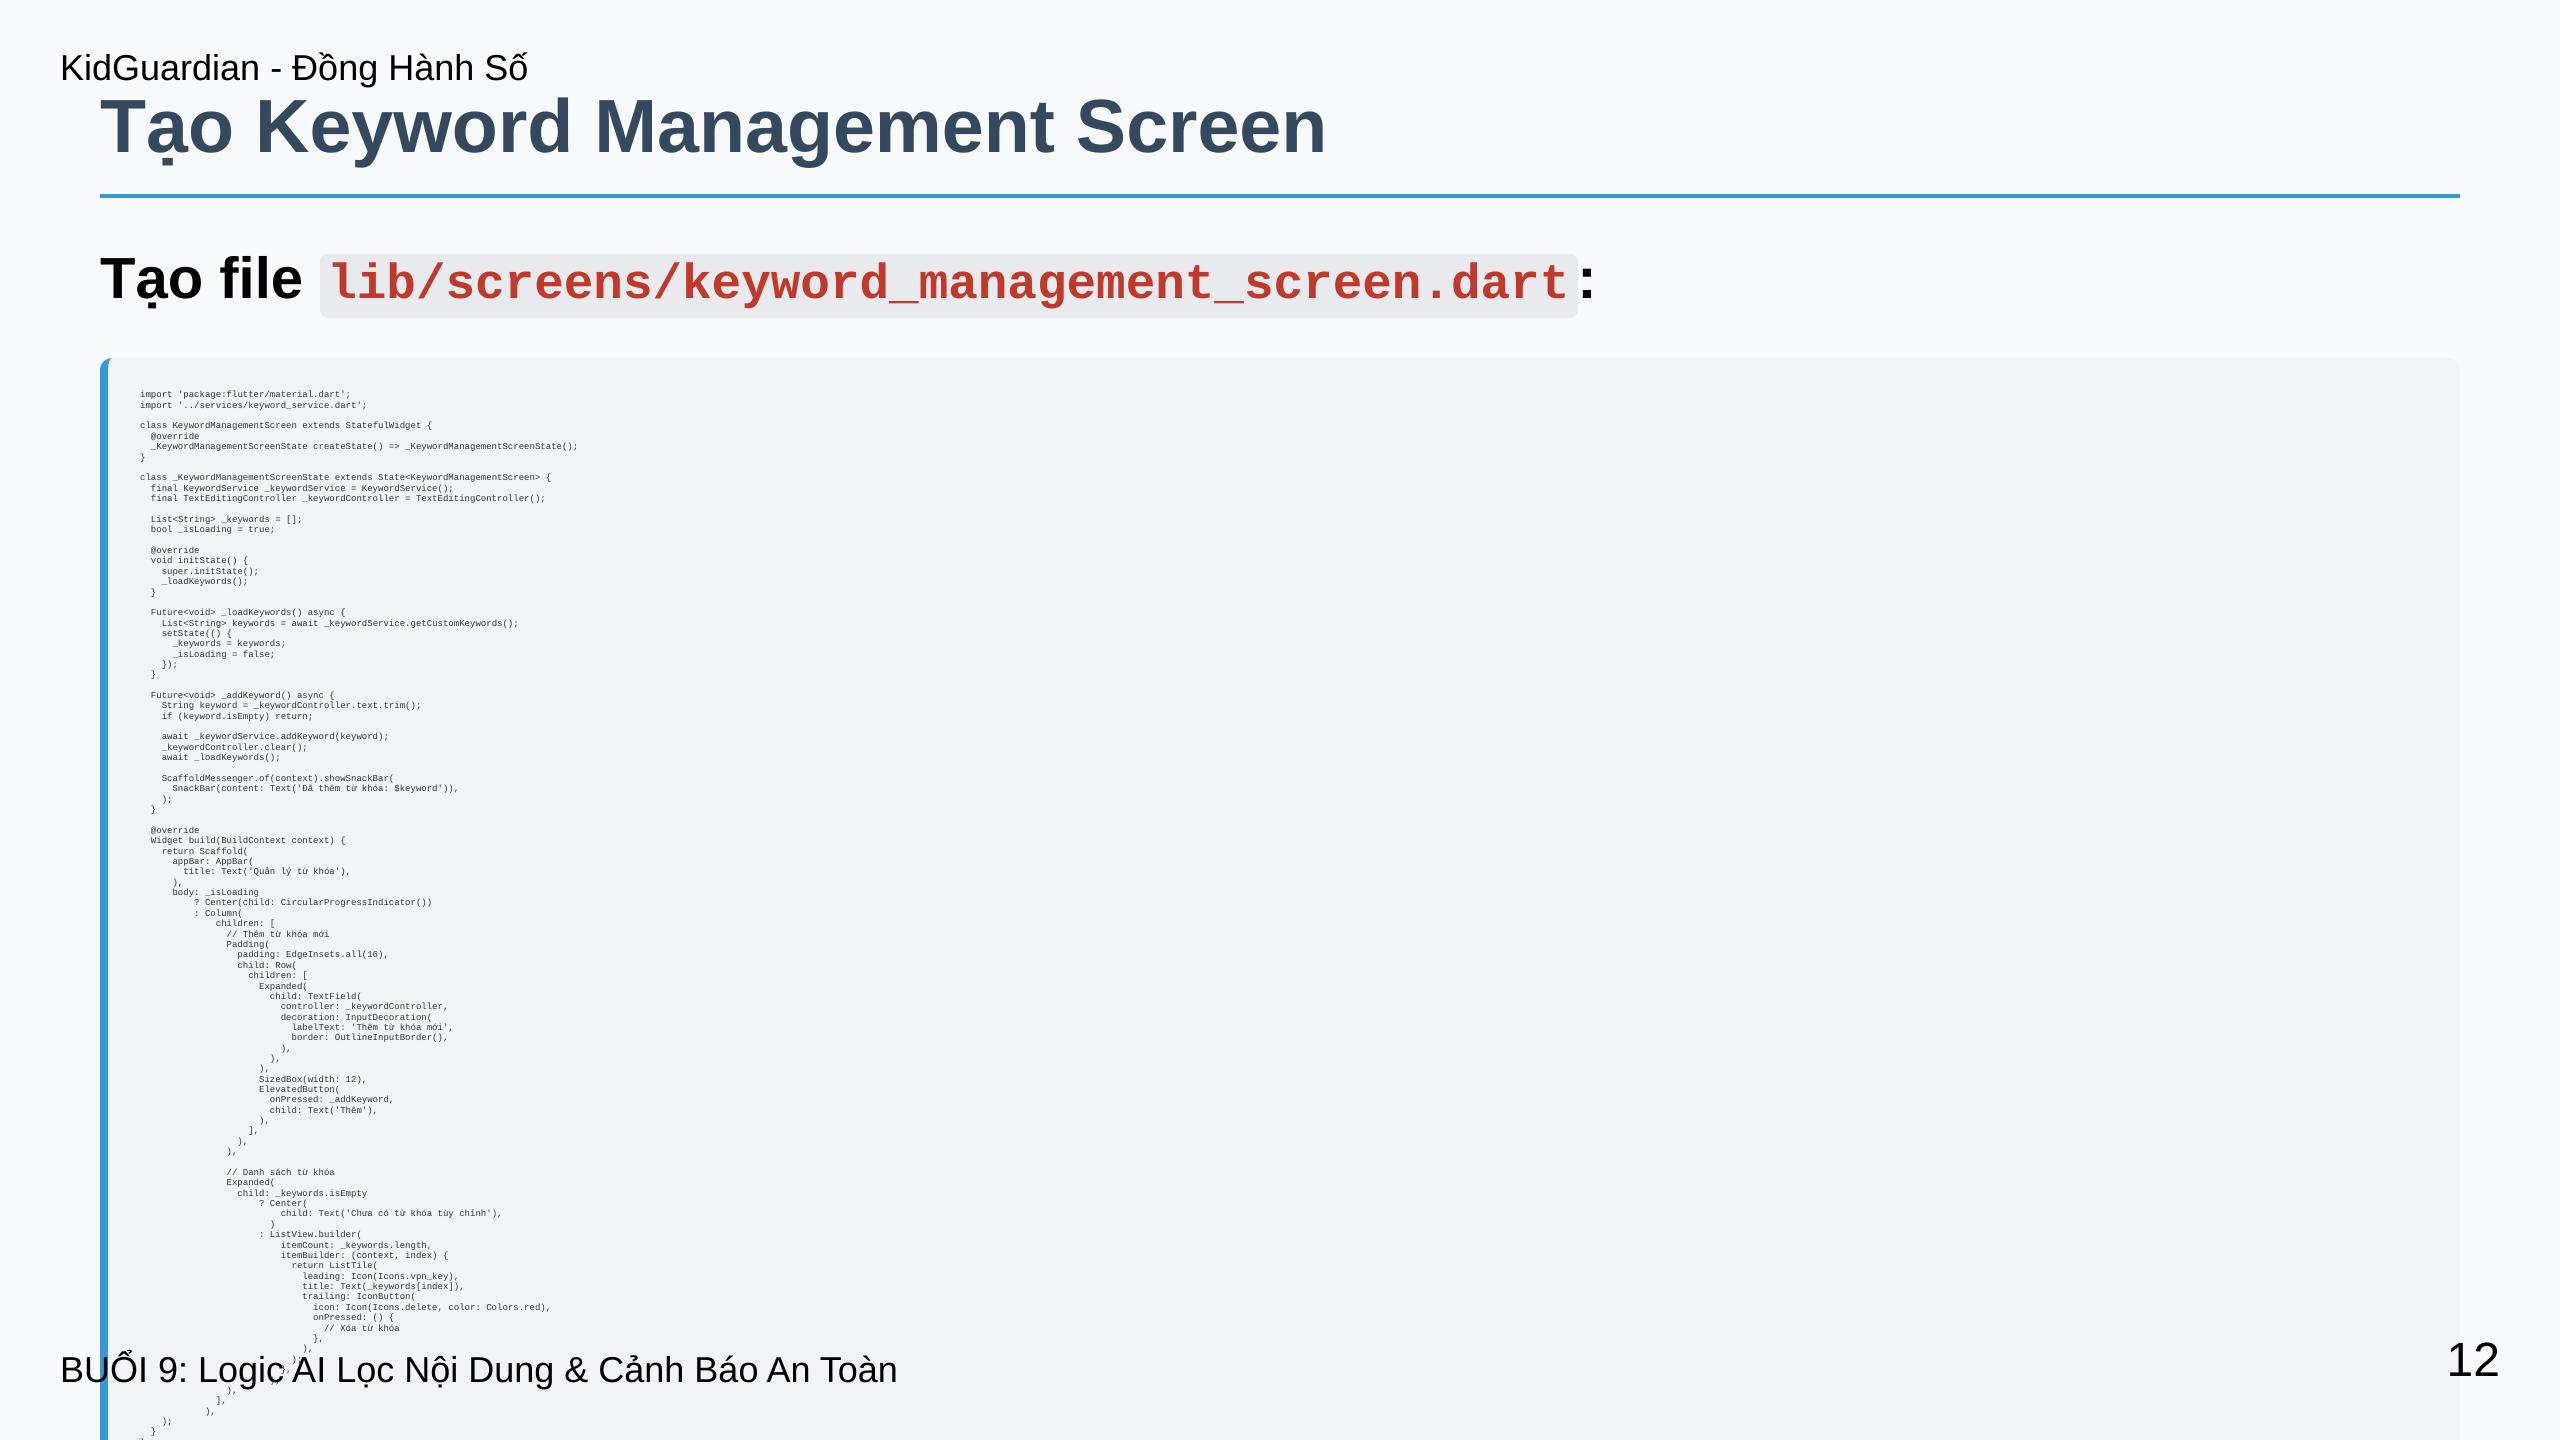 KidGuardian - Đồng Hành Số
Tạo Keyword Management Screen
Tạo file lib/screens/keyword_management_screen.dart:
import 'package:flutter/material.dart';
import '../services/keyword_service.dart';
class KeywordManagementScreen extends StatefulWidget {
  @override
  _KeywordManagementScreenState createState() => _KeywordManagementScreenState();
}
class _KeywordManagementScreenState extends State<KeywordManagementScreen> {
  final KeywordService _keywordService = KeywordService();
  final TextEditingController _keywordController = TextEditingController();
  List<String> _keywords = [];
  bool _isLoading = true;
  @override
  void initState() {
    super.initState();
    _loadKeywords();
  }
  Future<void> _loadKeywords() async {
    List<String> keywords = await _keywordService.getCustomKeywords();
    setState(() {
      _keywords = keywords;
      _isLoading = false;
    });
  }
  Future<void> _addKeyword() async {
    String keyword = _keywordController.text.trim();
    if (keyword.isEmpty) return;
    await _keywordService.addKeyword(keyword);
    _keywordController.clear();
    await _loadKeywords();
    ScaffoldMessenger.of(context).showSnackBar(
      SnackBar(content: Text('Đã thêm từ khóa: $keyword')),
    );
  }
  @override
  Widget build(BuildContext context) {
    return Scaffold(
      appBar: AppBar(
        title: Text('Quản lý từ khóa'),
      ),
      body: _isLoading
          ? Center(child: CircularProgressIndicator())
          : Column(
              children: [
                // Thêm từ khóa mới
                Padding(
                  padding: EdgeInsets.all(16),
                  child: Row(
                    children: [
                      Expanded(
                        child: TextField(
                          controller: _keywordController,
                          decoration: InputDecoration(
                            labelText: 'Thêm từ khóa mới',
                            border: OutlineInputBorder(),
                          ),
                        ),
                      ),
                      SizedBox(width: 12),
                      ElevatedButton(
                        onPressed: _addKeyword,
                        child: Text('Thêm'),
                      ),
                    ],
                  ),
                ),
                // Danh sách từ khóa
                Expanded(
                  child: _keywords.isEmpty
                      ? Center(
                          child: Text('Chưa có từ khóa tùy chỉnh'),
                        )
                      : ListView.builder(
                          itemCount: _keywords.length,
                          itemBuilder: (context, index) {
                            return ListTile(
                              leading: Icon(Icons.vpn_key),
                              title: Text(_keywords[index]),
                              trailing: IconButton(
                                icon: Icon(Icons.delete, color: Colors.red),
                                onPressed: () {
                                  // Xóa từ khóa
                                },
                              ),
                ),
              ],
            ),
    );
  }
BUỔI 9: Logic AI Lọc Nội Dung & Cảnh Báo An Toàn
12